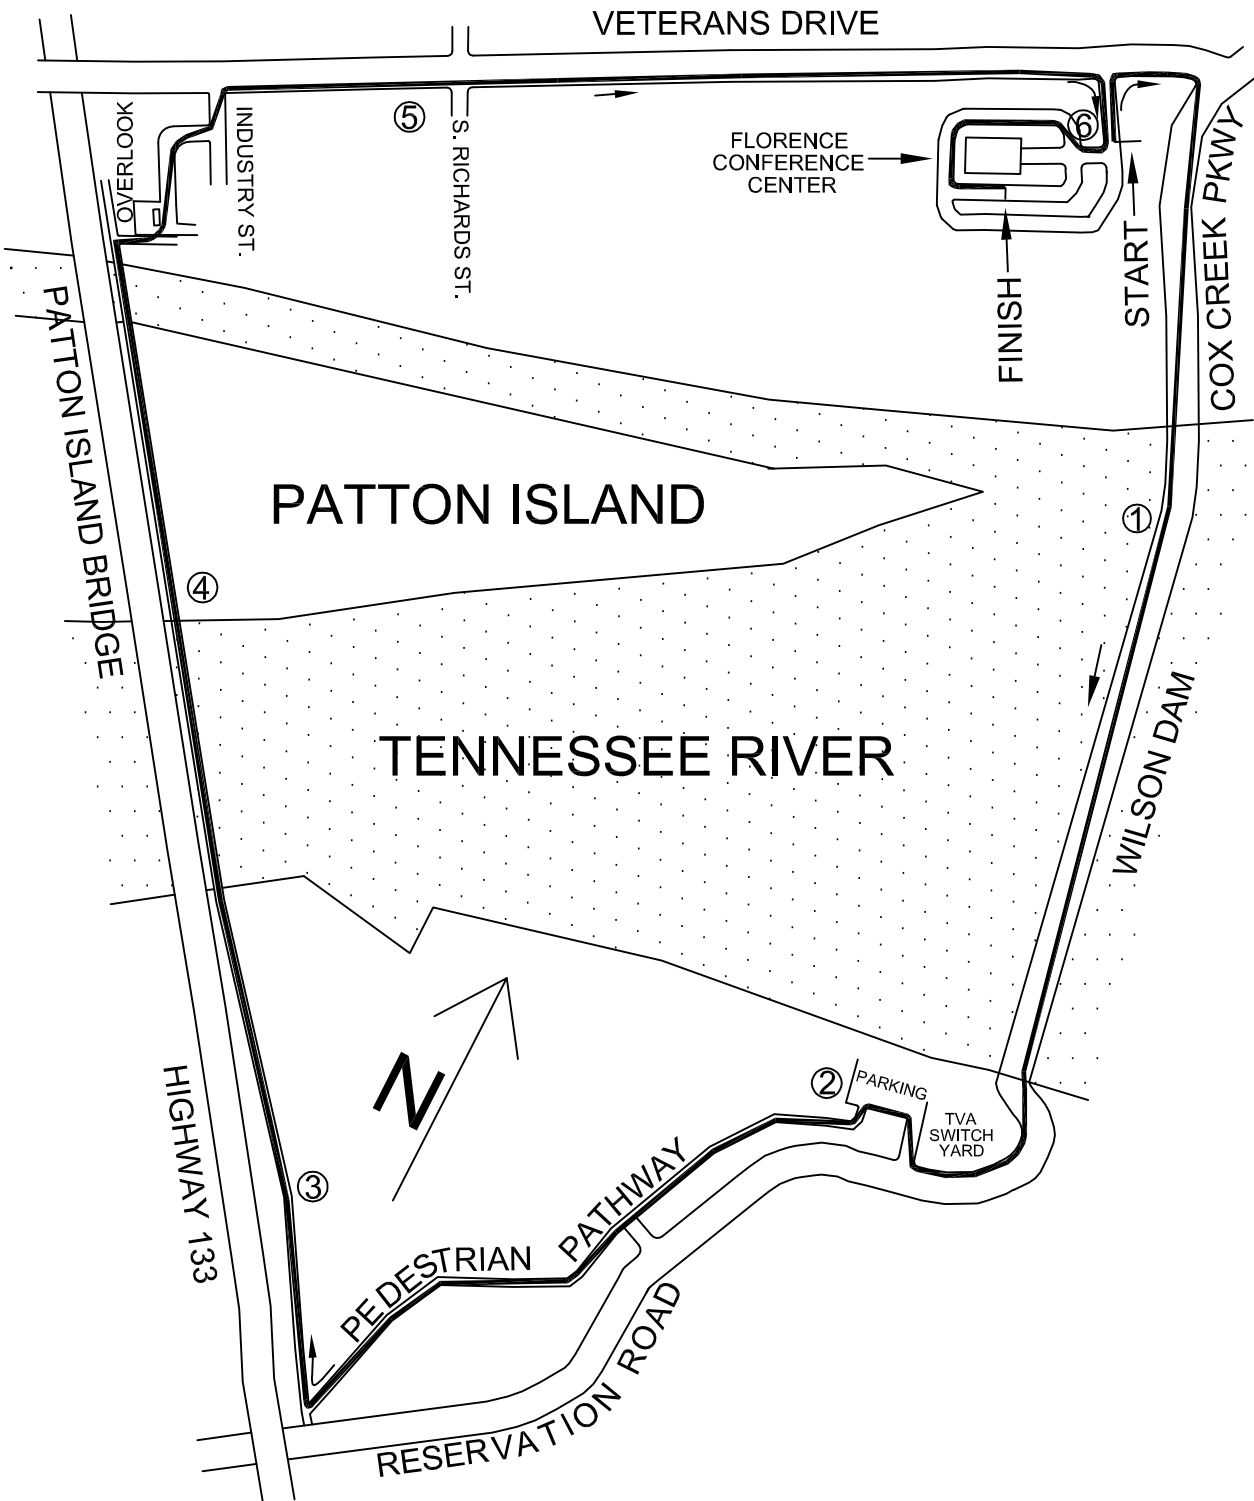 VETERANS DRIVE
OVERLOOK
INDUSTRY ST.
5
S. RICHARDS ST.
6
FLORENCE
CONFERENCE
CENTER
FINISH
START
COX CREEK PKWY
PATTON ISLAND BRIDGE
PATTON ISLAND
1
4
TENNESSEE RIVER
WILSON DAM
N
HIGHWAY 133
2
PARKING
TVA
SWITCH
YARD
3
PEDESTRIAN PATHWAY
RESERVATION ROAD